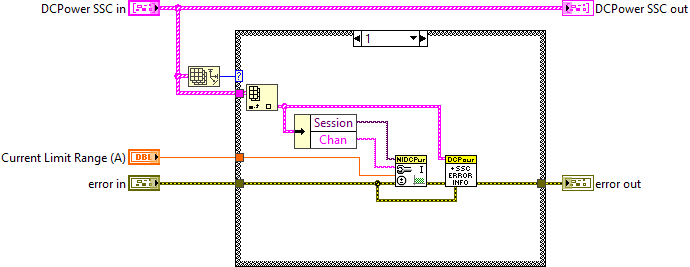 DCPower SSC in
DCPower SSC out
1
?
Session
Chan
Current Limit Range (A)
DBL
NIDCPwr
I
DCPowr
+SSC
ERROR
INFO
error in
error out